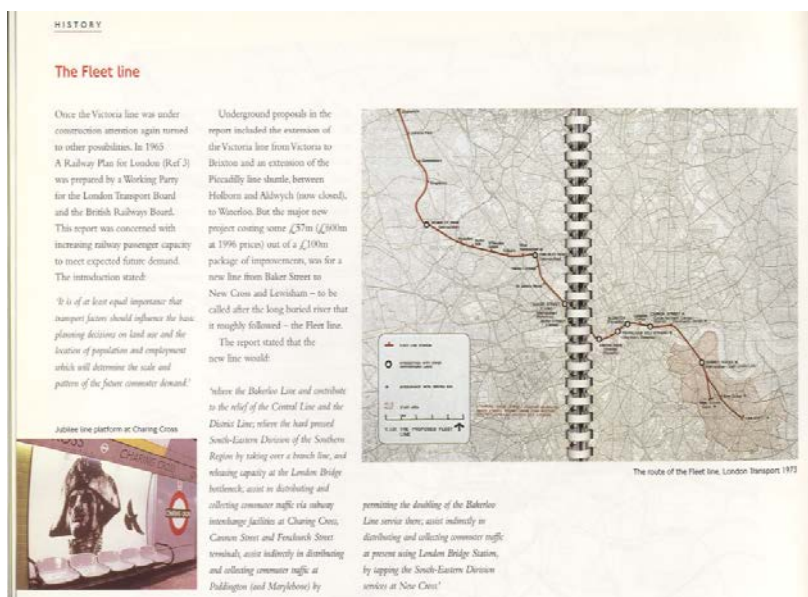 HISTORY
The Fleet line
Once the Victoria line was under
construction attention again turned
to other possibilities. In 1965
A Railway Plan for London (Ref 3)
was prepared by a Working Party
for the London Transport Board
and the British Railways Board.
This report was concerned with
increasing railway passenger capacity
to meet expected future demand.
The introduction stated:
'It is of at least equal importance that
transport factors should influence the basic
planning decisions on land use and the
location of population and employment
which will determine the scale and
pattern of the future commuter demand.'
Jubilee line platform at Charing Cross
CHARING CROSS
Underground proposals in the
report included the extension of
the Victoria line from Victoria to
Brixton and an extension of the
Piccadilly line shuttle, between
Holborn and Aldwych (now closed),
to Waterloo. But the major new
project costing some £57m (£600m
at 1996 prices) out of a £100m
package of improvements, was for a
new line from Baker Street to
New Cross and Lewisham – to be
called after the long buried river that
it roughly followed – the Fleet line.
The report stated that the
new line would:
'relieve the Bakerloo Line and contribute
to the relief of the Central Line and the
District Line; relieve the hard pressed
South-Eastern Division of the Southern
Region by taking over a branch line, and
releasing capacity at the London Bridge
bottleneck; assist in distributing and
collecting commuter traffic via subway
interchange facilities at Charing Cross,
Cannon Street and Fenchurch Street
terminals; assist indirectly in distributing
and collecting commuter traffic at
Paddington (and Marylebone) by
The route of the Fleet line, London Transport 1973
permitting the doubling of the Bakerloo
Line service there; assist indirectly in
distributing and collecting commuter traffic
at present using London Bridge Station,
by tapping the South-Eastern Division
services at New Cross'